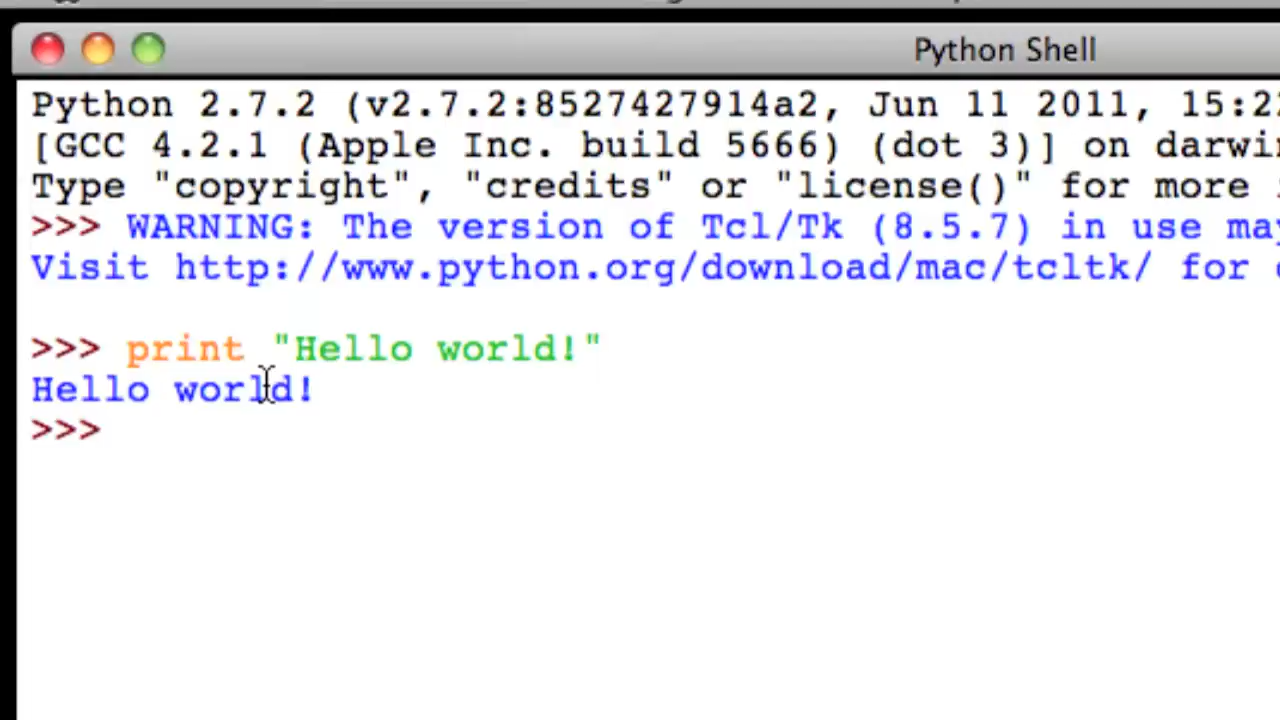 Python Shell
Python 2.7.2 (v2.7.2:8527427914a2, Jun 11 2011, 15:22
[GCC 4.2.1 (Apple Inc. build 5666) (dot 3)] on darwi
Type "copyright", "credits" or "license()" for more
>>> WARNING: The version of Tcl/Tk (8.5.7) in use may
Visit http://www.python.org/download/mac/tcltk/ for
>>> print "Hello world!"
Hello world!
>>>